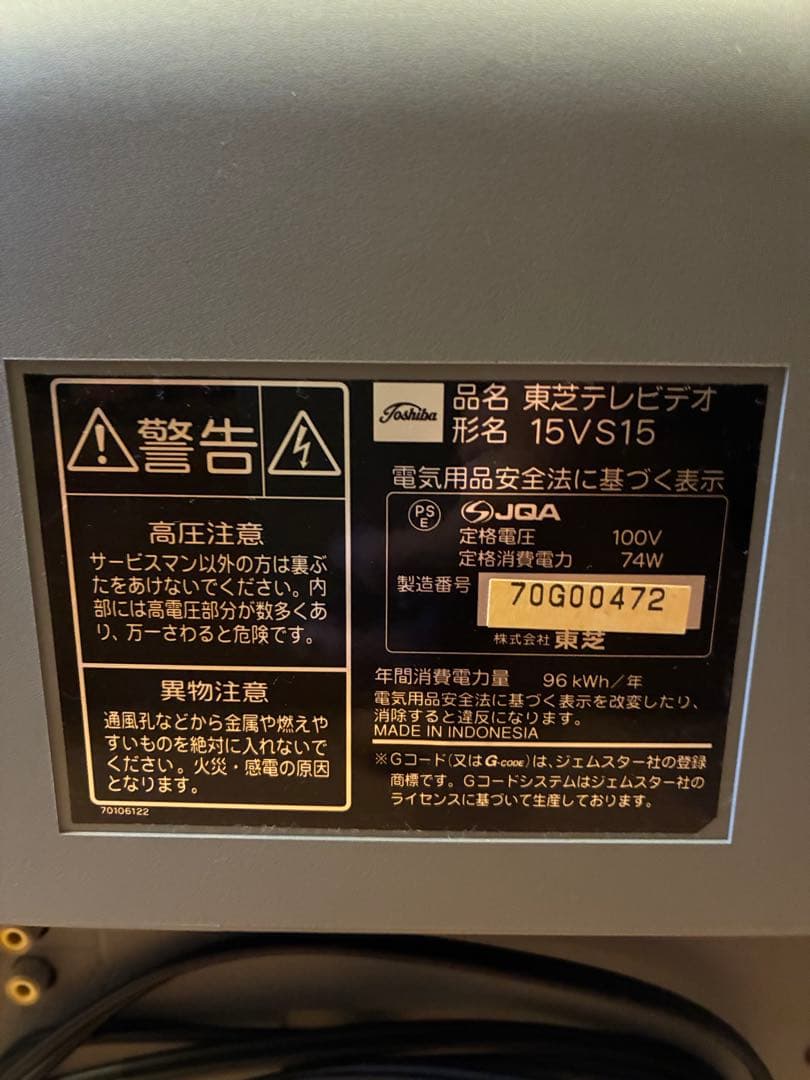 警告
高圧注意
サービスマン以外の方は裏ぶ
たをあけないでください。内
部には高電圧部分が数多くあ
り、万一さわると危険です。
異物注意
通風孔などから金属や燃えや
すいものを絶対に入れないで
ください。火災・感電の原因
となります。
70106122
Toshiba
品名 東芝テレビデオ
形名 15VS15
電気用品安全法に基づく表示
PS
E
JQA
定格電圧 100V
定格消費電力 74W
製造番号 70G00472
株式会社 東芝
年間消費電力量 96 kWh/年
電気用品安全法に基づく表示を改変したり、
消除すると違反になります。
MADE IN INDONESIA
※Gコード(又はG-CODE)は、ジェムスター社の登録
商標です。Gコードシステムはジェムスター社の
ライセンスに基づいて生産しております。